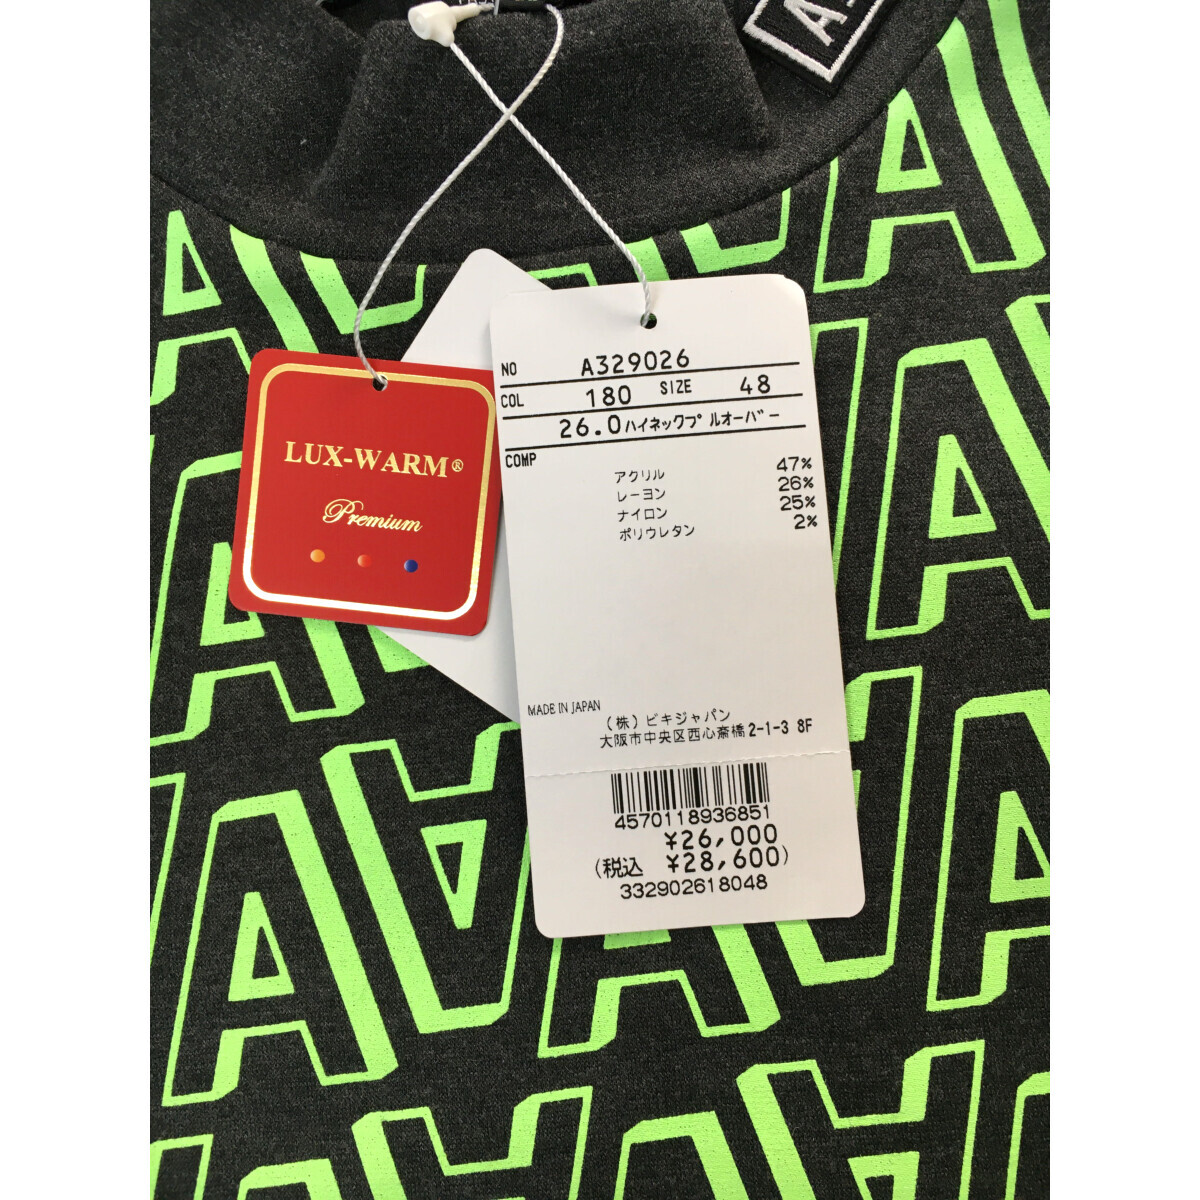 LUX-WARM®
Premium
NO A329026
COL 180 SIZE 48
26.0ハイネックプルオーバー
COMP
アクリル 47%
レーヨン 26%
ナイロン 25%
ポリウレタン 2%
MADE IN JAPAN
(株)ビキジャパン
大阪市中央区西心斎橋2-1-3 8F
4570118936851
¥26,000
(税込 ¥28,600)
332902618048